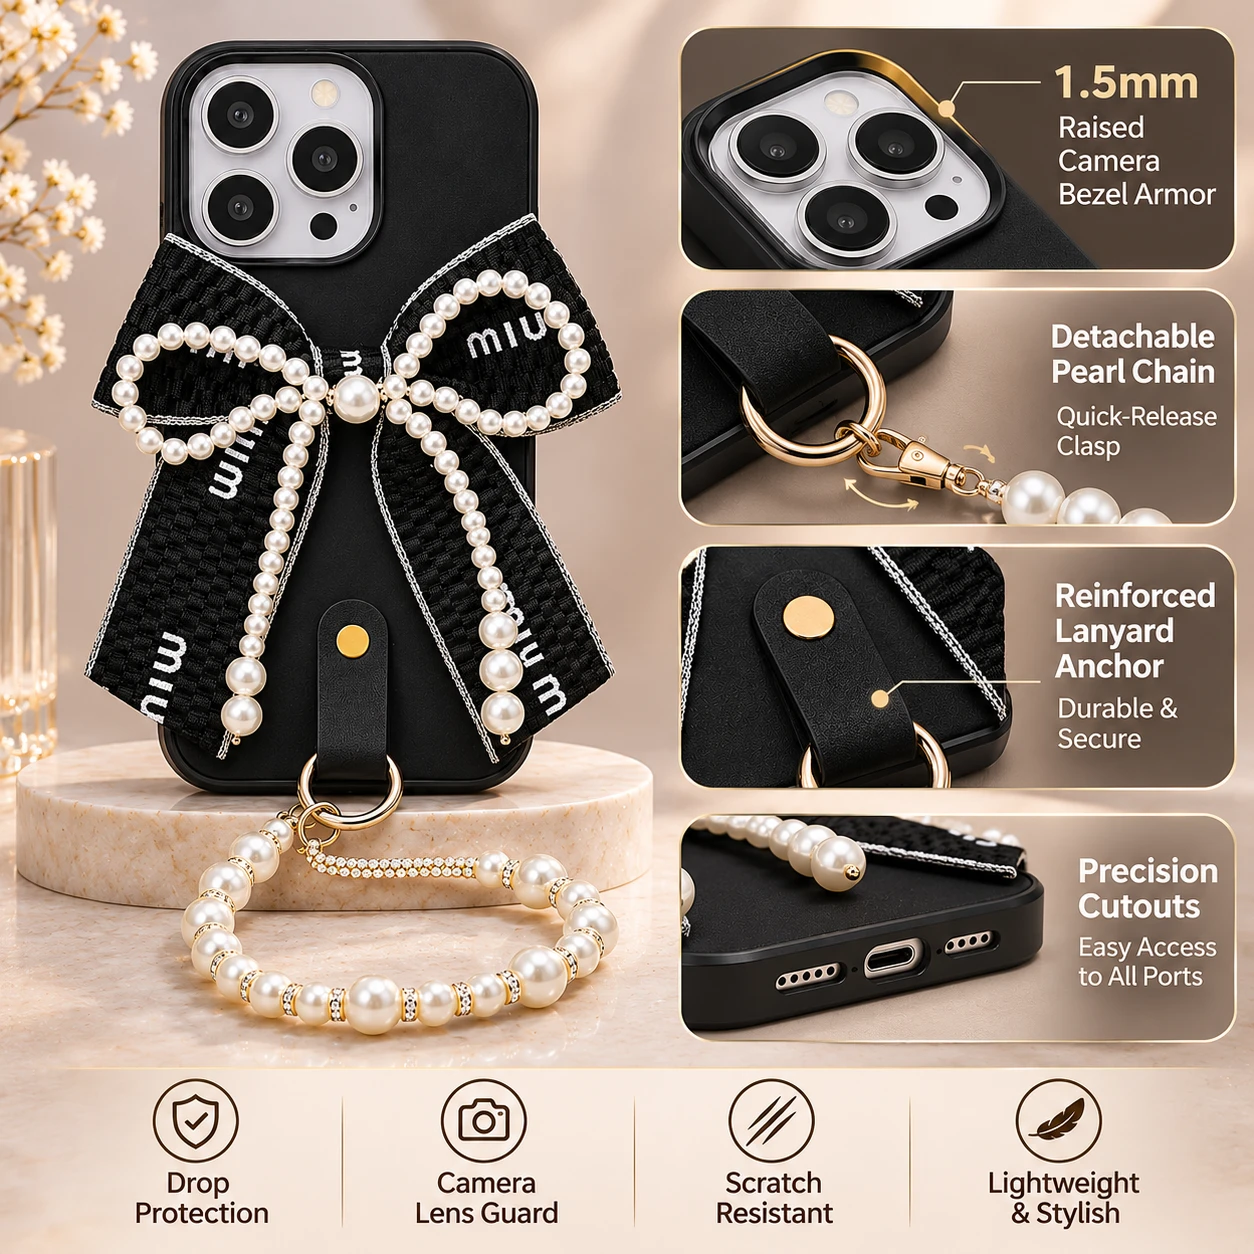 miu
m
miu
miu
mium
1.5mm
Raised
Camera
Bezel Armor
Detachable
Pearl Chain
Quick-Release
Clasp
Reinforced
Lanyard
Anchor
Durable &
Secure
Precision
Cutouts
Easy Access
to All Ports
Drop
Protection
Camera
Lens Guard
Scratch
Resistant
Lightweight
& Stylish